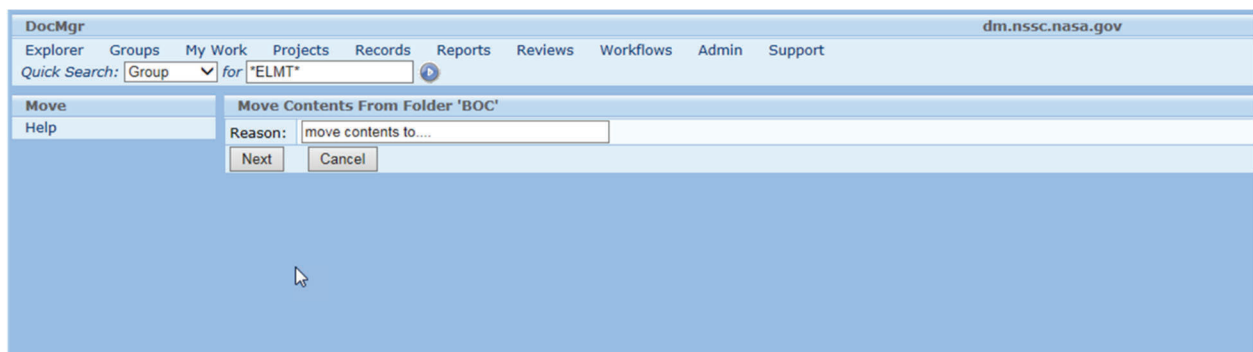 DocMgr dm.nssc.nasa.gov
Explorer Groups My Work Projects Records Reports Reviews Workflows Admin Support
Quick Search: Group for *ELMT*
Move
Help
Move Contents From Folder 'BOC'
Reason: move contents to....
Next Cancel